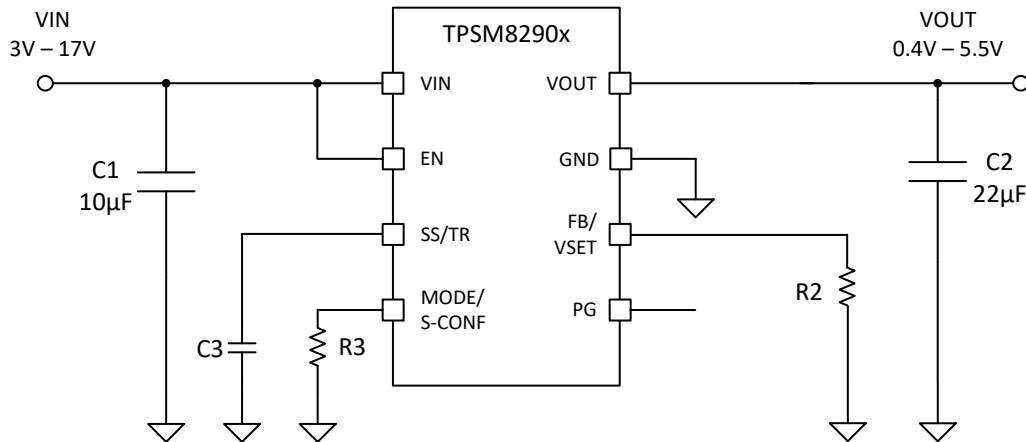 VIN
3V – 17V
TPSM8290x
VOUT
0.4V – 5.5V
VIN
VOUT
EN
GND
C1
10µF
C2
22µF
SS/TR
FB/
VSET
MODE/
S-CONF
PG
R2
C3
R3